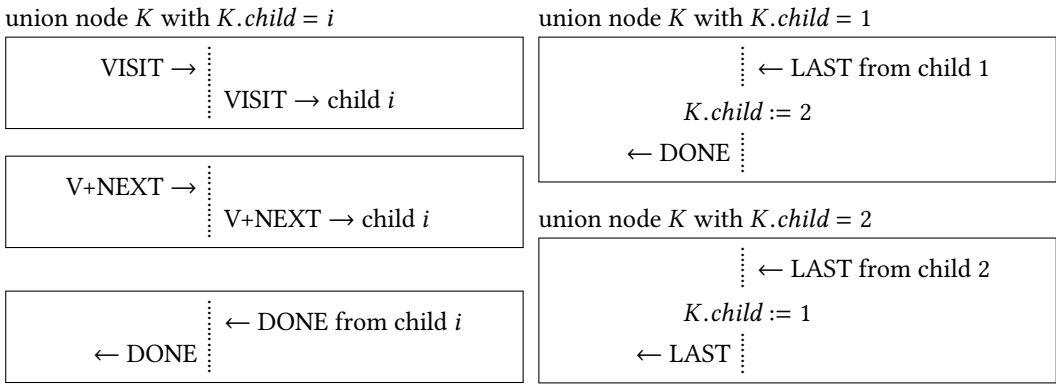 union node K with K.child = i
VISIT →
VISIT → child i
V+NEXT →
V+NEXT → child i
← DONE from child i
← DONE
union node K with K.child = 1
← LAST from child 1
K.child := 2
← DONE
union node K with K.child = 2
← LAST from child 2
K.child := 1
← LAST